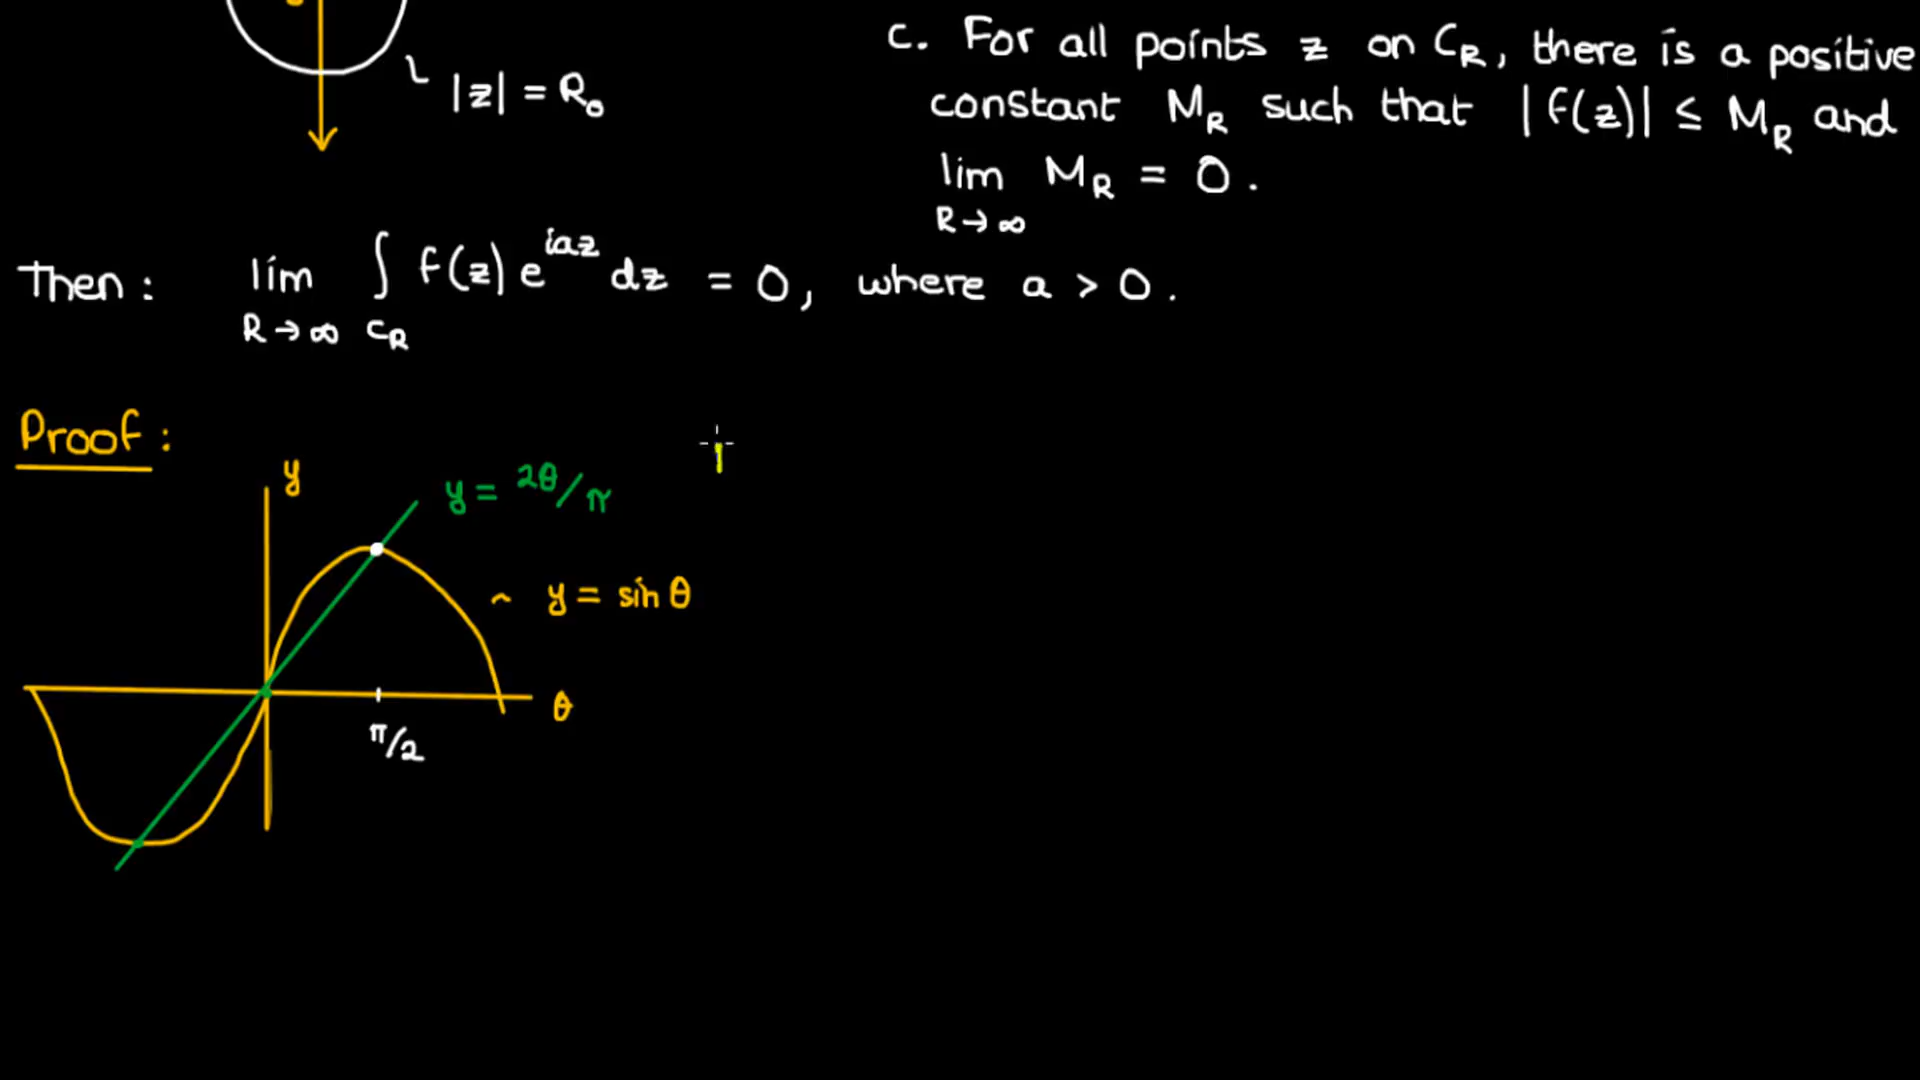 |z| = R₀
c. For all points z on C_R, there is a positive
constant M_R such that |f(z)| ≤ M_R and
lim M_R = 0.
R→∞
Then: lim ∫ f(z) e^{iaz} dz = 0, where a > 0.
R→∞ C_R
Proof:
y
y = 2θ/π
y = sin θ
θ
π/2